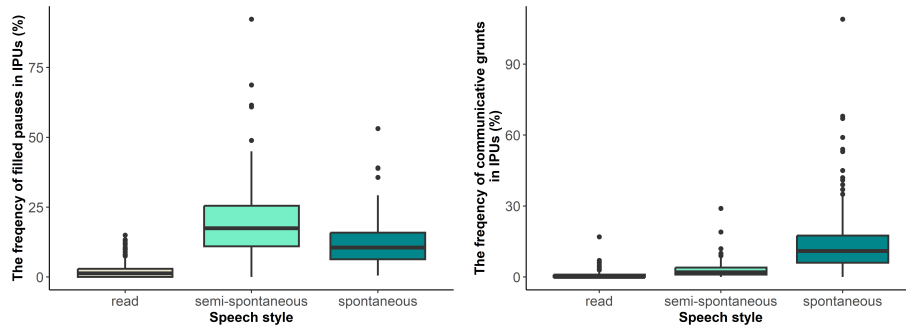 The freqency of filled pauses in IPUs (%)
75
50
25
0
read
semi-spontaneous
spontaneous
Speech style
The freqency of communicative grunts
in IPUs (%)
90
60
30
0
read
semi-spontaneous
spontaneous
Speech style